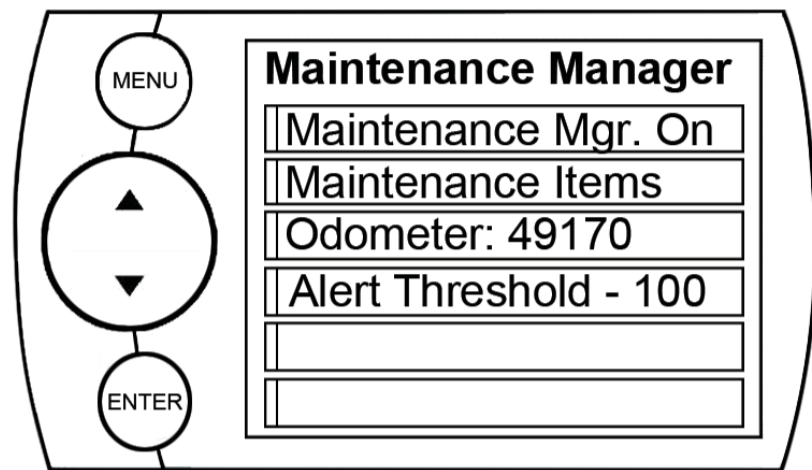 MENU
ENTER
Maintenance Manager
Maintenance Mgr. On
Maintenance Items
Odometer: 49170
Alert Threshold - 100